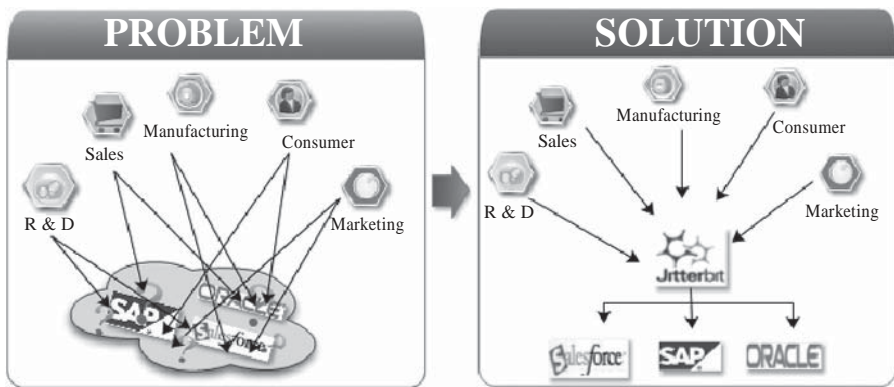 PROBLEM
Manufacturing
Consumer
Sales
Marketing
R & D
SAP
ORACLE
Salesforce
SOLUTION
Manufacturing
Consumer
Sales
R & D
Marketing
Jitterbit
Salesforce
SAP
ORACLE